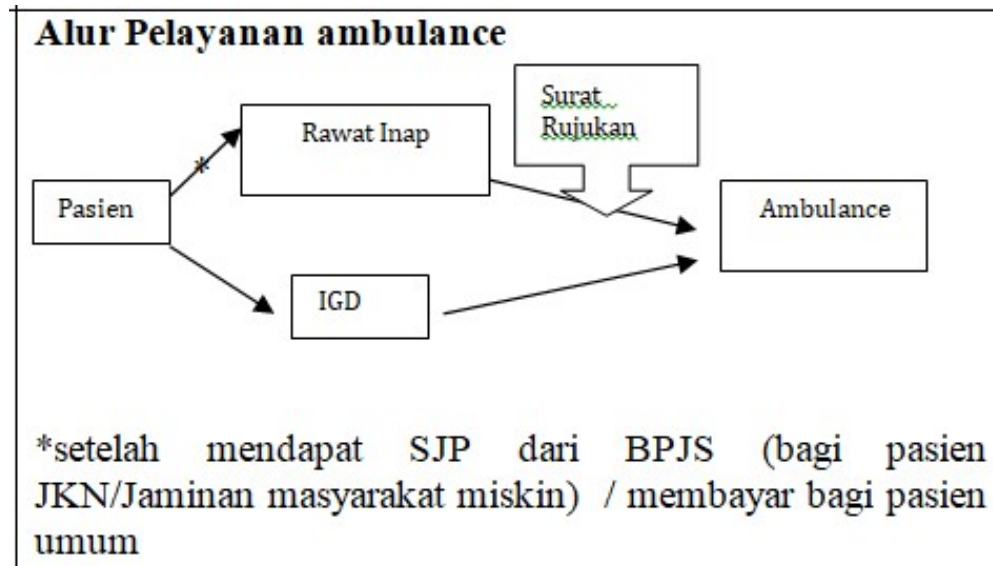 Alur Pelayanan ambulance
Surat
Rujukan
Rawat Inap
*
Pasien
Ambulance
IGD
*setelah mendapat SJP dari BPJS (bagi pasien
JKN/Jaminan masyarakat miskin) / membayar bagi pasien
umum